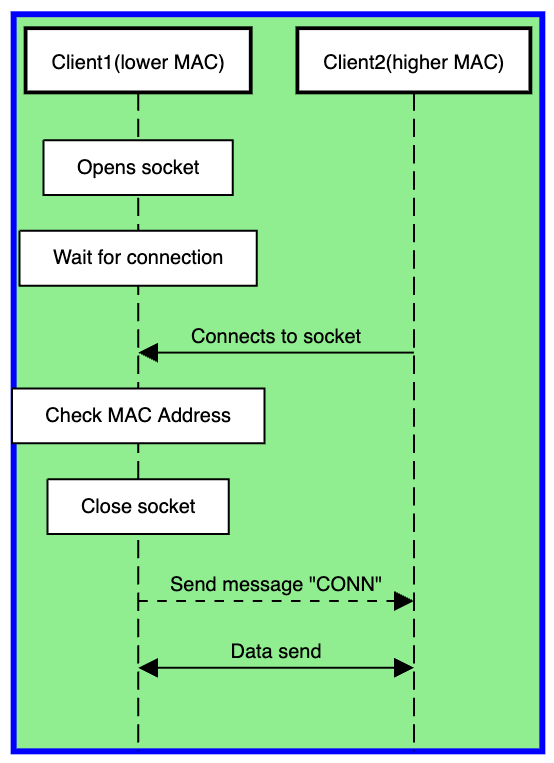 Client1(lower MAC)
Client2(higher MAC)
Opens socket
Wait for connection
Connects to socket
Check MAC Address
Close socket
Send message "CONN"
Data send